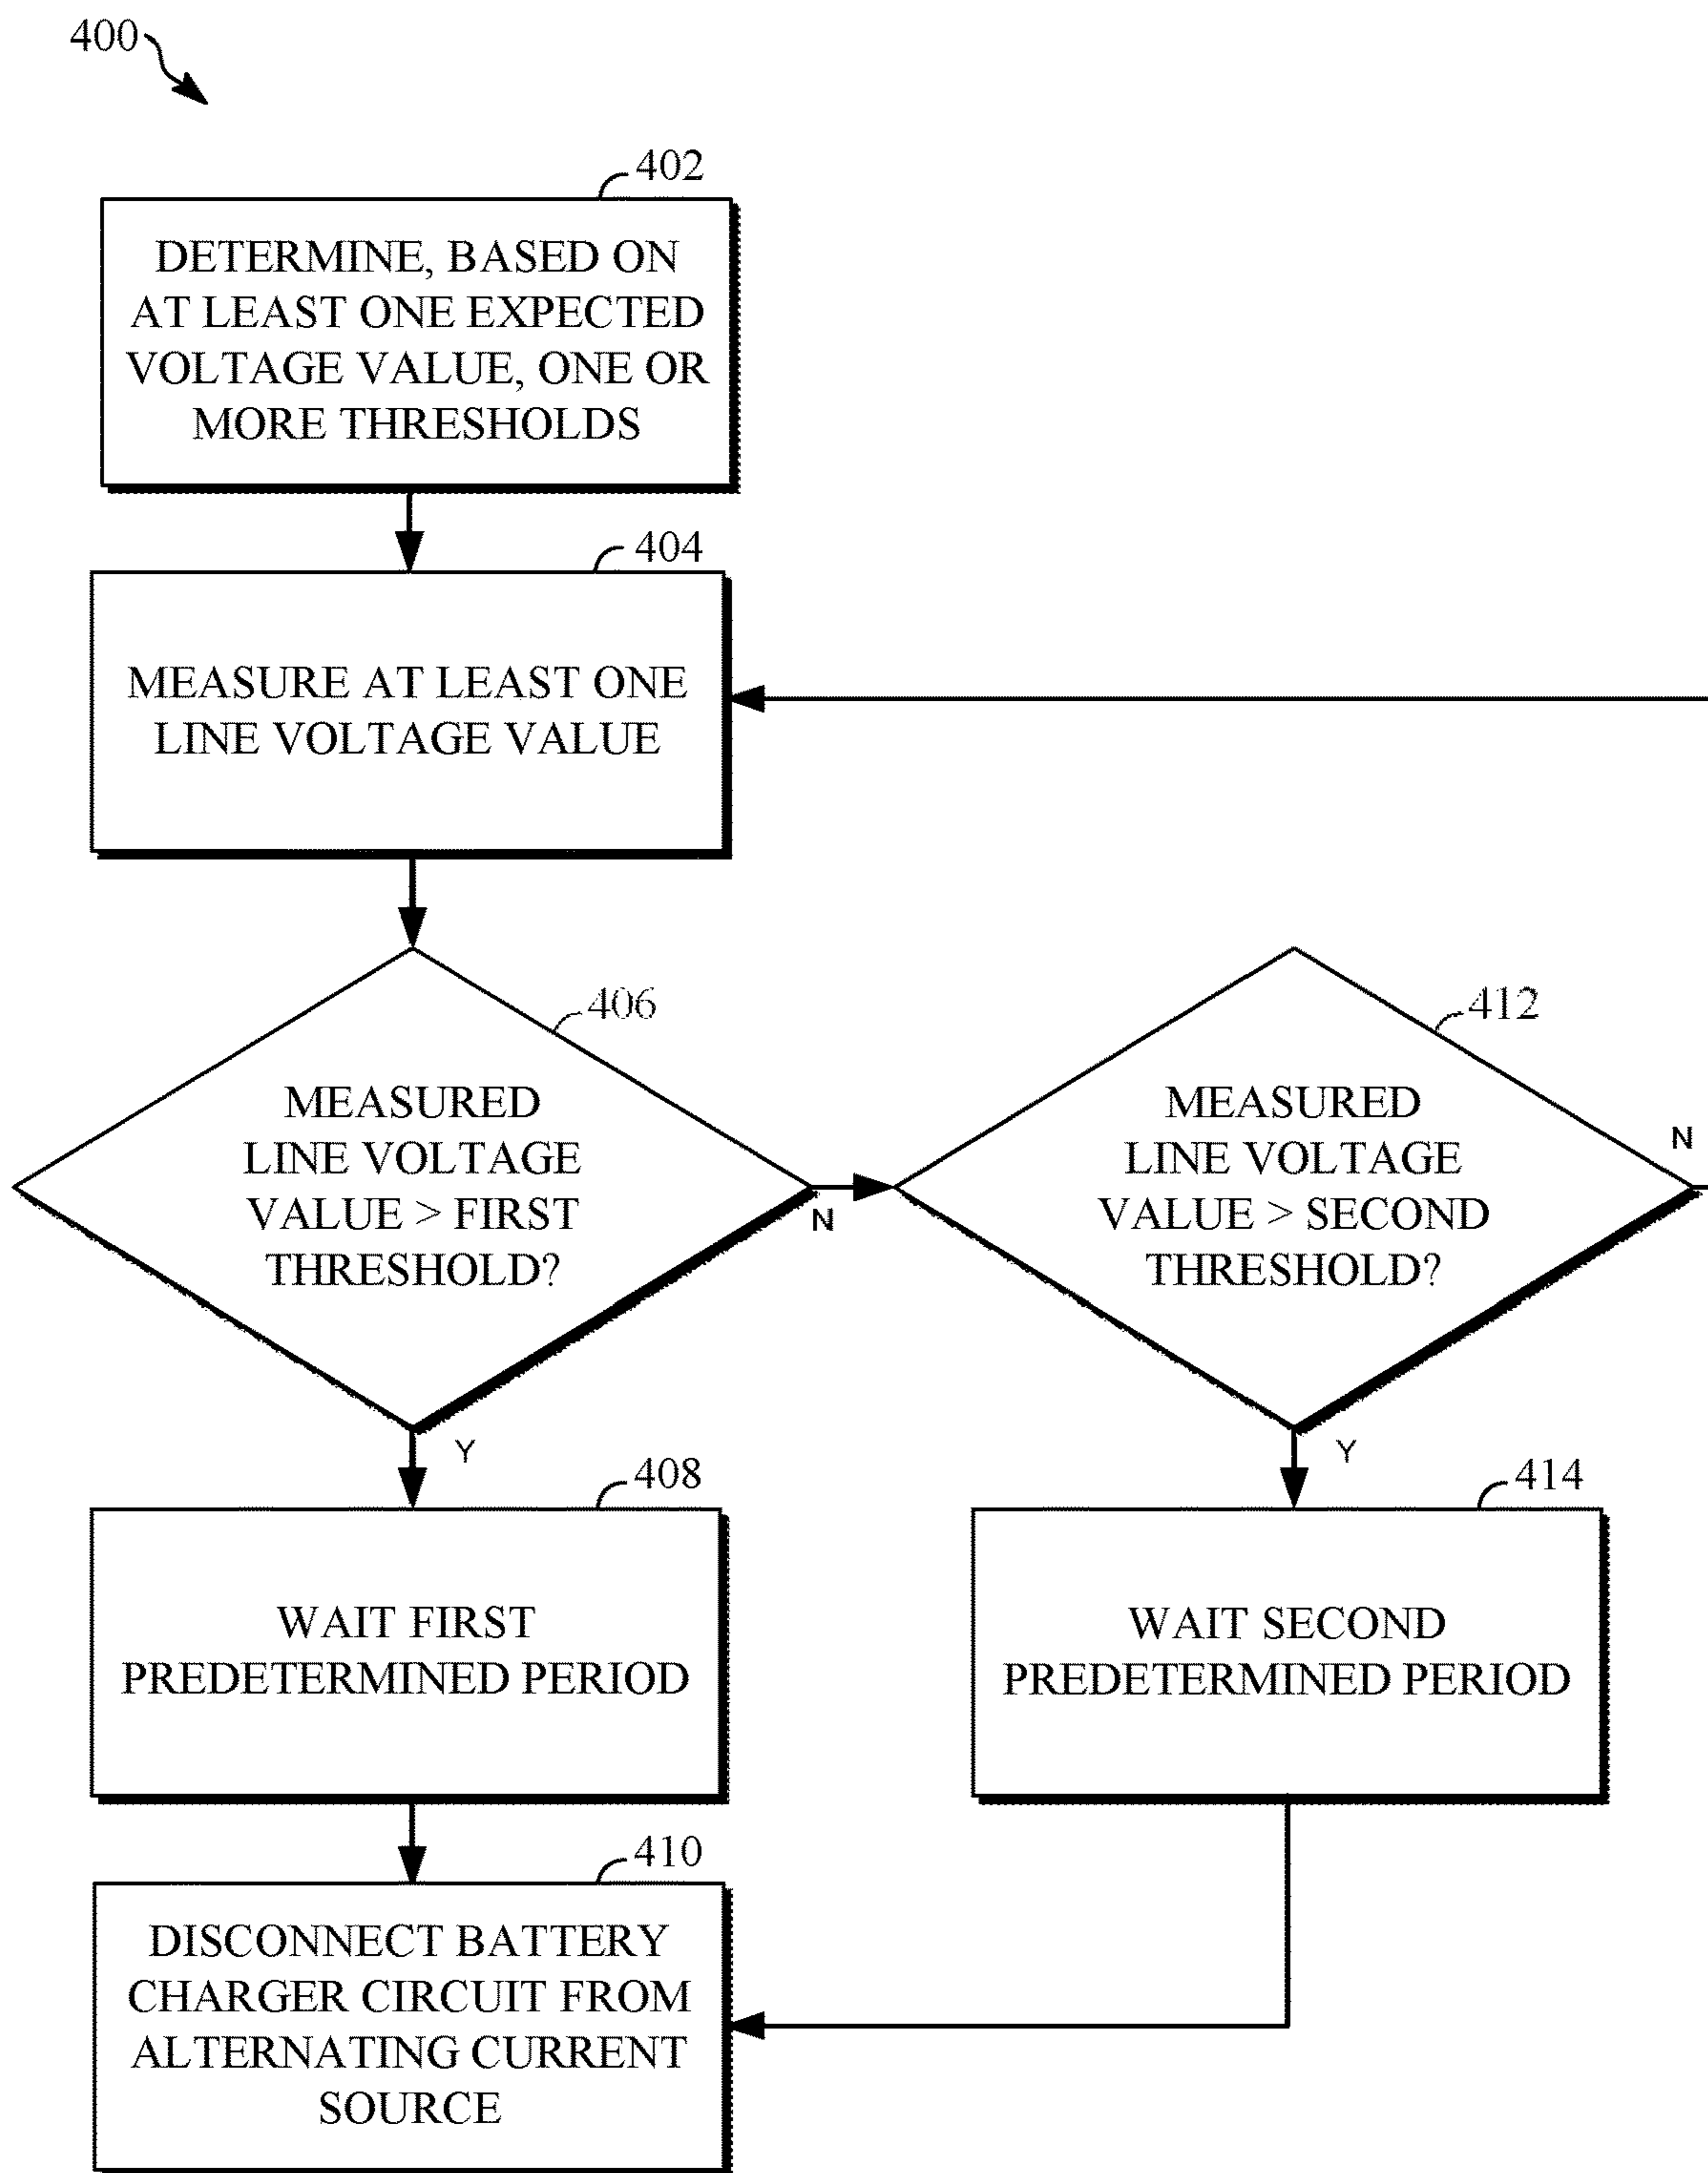 400
402
DETERMINE, BASED ON
AT LEAST ONE EXPECTED
VOLTAGE VALUE, ONE OR
MORE THRESHOLDS
404
MEASURE AT LEAST ONE
LINE VOLTAGE VALUE
406
MEASURED
LINE VOLTAGE
VALUE > FIRST
THRESHOLD?
N
Y
412
MEASURED
LINE VOLTAGE
VALUE > SECOND
THRESHOLD?
N
Y
408
WAIT FIRST
PREDETERMINED PERIOD
414
WAIT SECOND
PREDETERMINED PERIOD
410
DISCONNECT BATTERY
CHARGER CIRCUIT FROM
ALTERNATING CURRENT
SOURCE